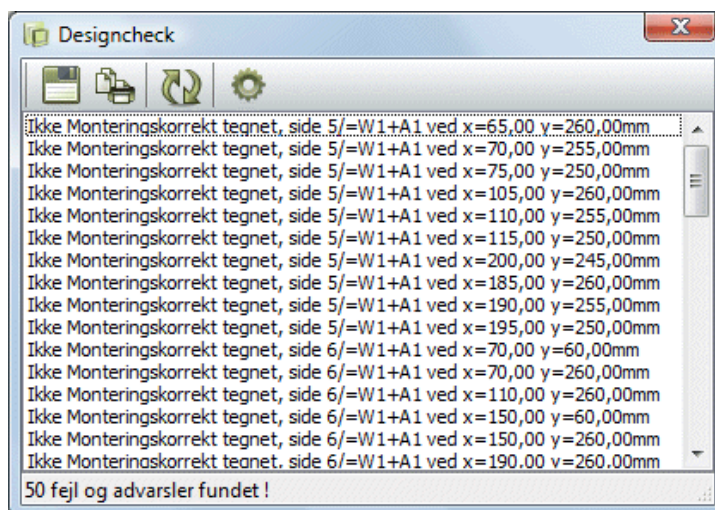 Designcheck
Ikke Monteringskorrekt tegnet, side 5/=W1+A1 ved x=65,00 y=260,00mm
Ikke Monteringskorrekt tegnet, side 5/=W1+A1 ved x=70,00 y=255,00mm
Ikke Monteringskorrekt tegnet, side 5/=W1+A1 ved x=75,00 y=250,00mm
Ikke Monteringskorrekt tegnet, side 5/=W1+A1 ved x=105,00 y=260,00mm
Ikke Monteringskorrekt tegnet, side 5/=W1+A1 ved x=110,00 y=255,00mm
Ikke Monteringskorrekt tegnet, side 5/=W1+A1 ved x=115,00 y=250,00mm
Ikke Monteringskorrekt tegnet, side 5/=W1+A1 ved x=200,00 y=245,00mm
Ikke Monteringskorrekt tegnet, side 5/=W1+A1 ved x=185,00 y=260,00mm
Ikke Monteringskorrekt tegnet, side 5/=W1+A1 ved x=190,00 y=255,00mm
Ikke Monteringskorrekt tegnet, side 5/=W1+A1 ved x=195,00 y=250,00mm
Ikke Monteringskorrekt tegnet, side 6/=W1+A1 ved x=70,00 y=60,00mm
Ikke Monteringskorrekt tegnet, side 6/=W1+A1 ved x=70,00 y=260,00mm
Ikke Monteringskorrekt tegnet, side 6/=W1+A1 ved x=110,00 y=260,00mm
Ikke Monteringskorrekt tegnet, side 6/=W1+A1 ved x=150,00 y=60,00mm
Ikke Monteringskorrekt tegnet, side 6/=W1+A1 ved x=150,00 y=260,00mm
Ikke Monteringskorrekt tegnet, side 6/=W1+A1 ved x=190,00 y=260,00mm
50 fejl og advarsler fundet !